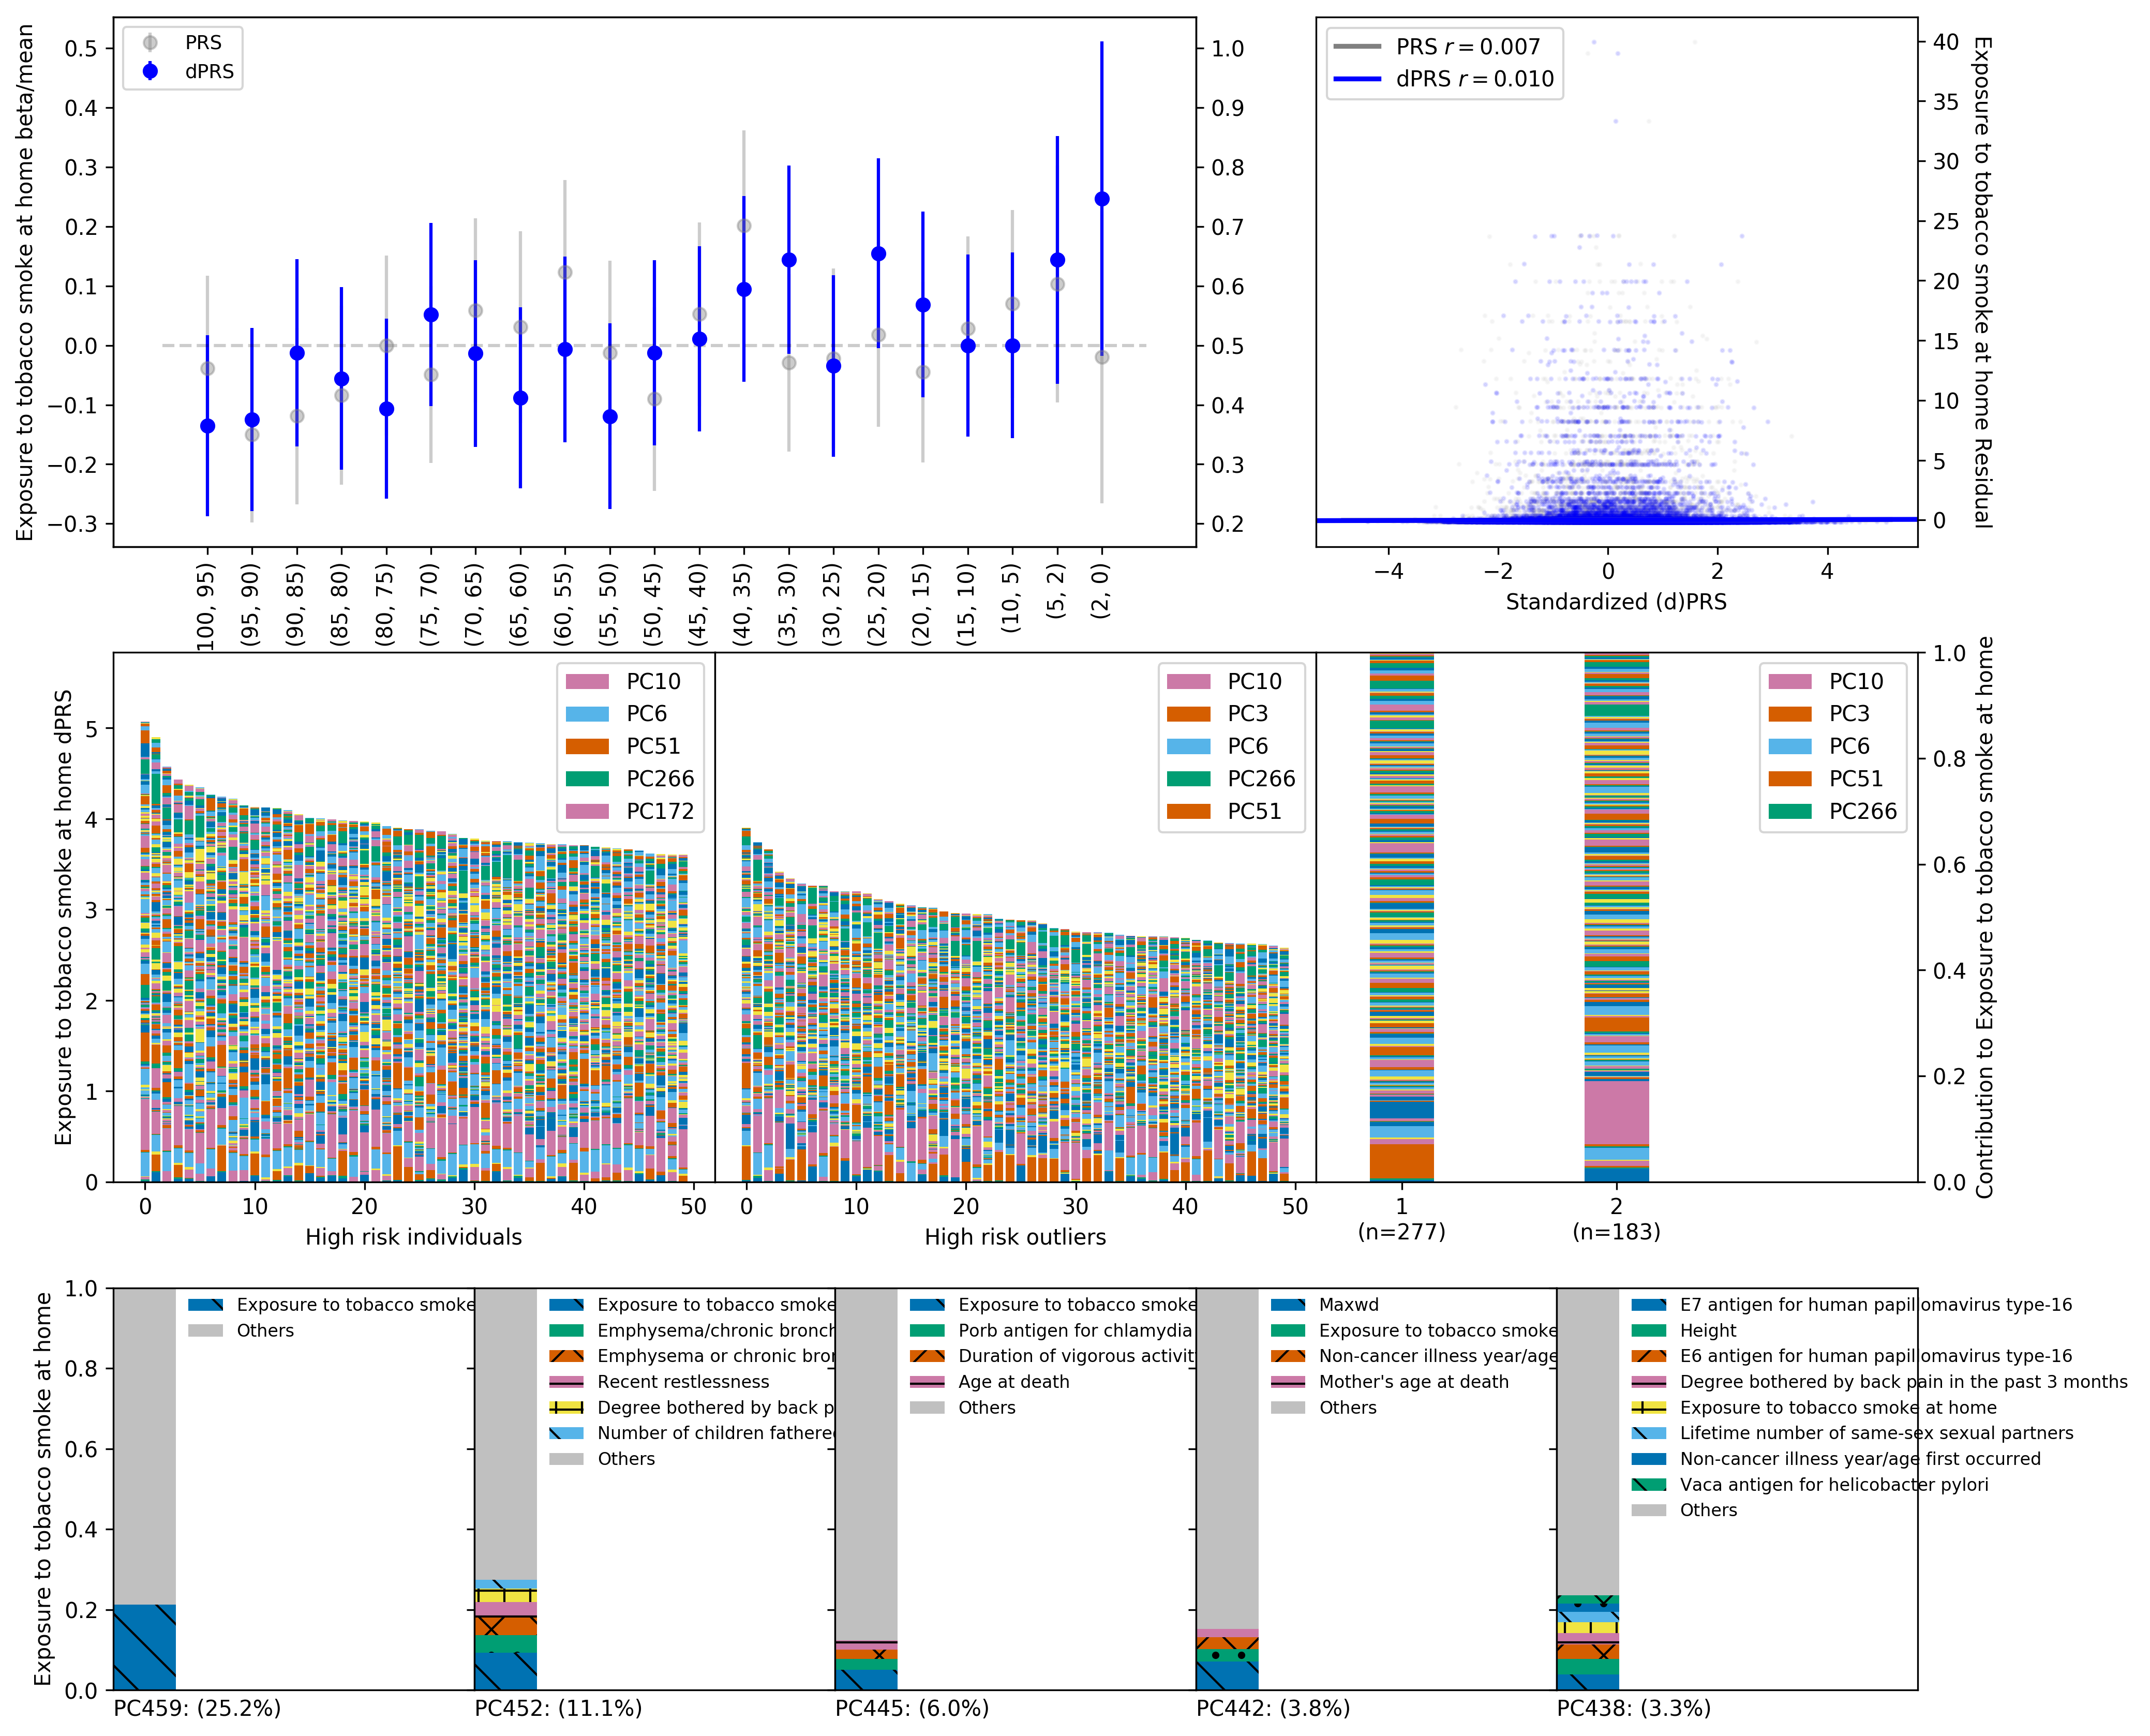 Exposure to tobacco smoke at home beta/mean
0.5
0.4
0.3
0.2
0.1
0.0
−0.1
−0.2
−0.3
PRS
dPRS
1.0
0.9
0.8
0.7
0.6
0.5
0.4
0.3
0.2
100, 95)
(95, 90)
(90, 85)
(85, 80)
(80, 75)
(75, 70)
(70, 65)
(65, 60)
(60, 55)
(55, 50)
(50, 45)
(45, 40)
(40, 35)
(35, 30)
(30, 25)
(25, 20)
(20, 15)
(15, 10)
(10, 5)
(5, 2)
(2, 0)
PRS r = 0.007
dPRS r = 0.010
40
35
30
25
20
15
10
5
0
Exposure to tobacco smoke at home Residual
−4 −2 0 2 4
Standardized (d)PRS
Exposure to tobacco smoke at home dPRS
5
4
3
2
1
0
PC10
PC6
PC51
PC266
PC172
0 10 20 30 40 50
High risk individuals
PC10
PC3
PC6
PC266
PC51
10 20 30 40 50
High risk outliers
PC10
PC3
PC6
PC51
PC266
1 2
(n=277) (n=183)
1.0
0.8
0.6
0.4
0.2
0.0
Contribution to Exposure to tobacco smoke at home
Exposure to tobacco smoke at home
1.0
0.8
0.6
0.4
0.2
0.0
Exposure to tobacco smoke
Others
PC459: (25.2%)
Exposure to tobacco smoke
Emphysema/chronic bronch
Emphysema or chronic bron
Recent restlessness
Degree bothered by back p
Number of children fathere
Others
PC452: (11.1%)
Exposure to tobacco smoke
Porb antigen for chlamydia
Duration of vigorous activit
Age at death
Others
PC445: (6.0%)
Maxwd
Exposure to tobacco smoke
Non-cancer illness year/age
Mother's age at death
Others
PC442: (3.8%)
E7 antigen for human papillomavirus type-16
Height
E6 antigen for human papillomavirus type-16
Degree bothered by back pain in the past 3 months
Exposure to tobacco smoke at home
Lifetime number of same-sex sexual partners
Non-cancer illness year/age first occurred
Vaca antigen for helicobacter pylori
Others
PC438: (3.3%)